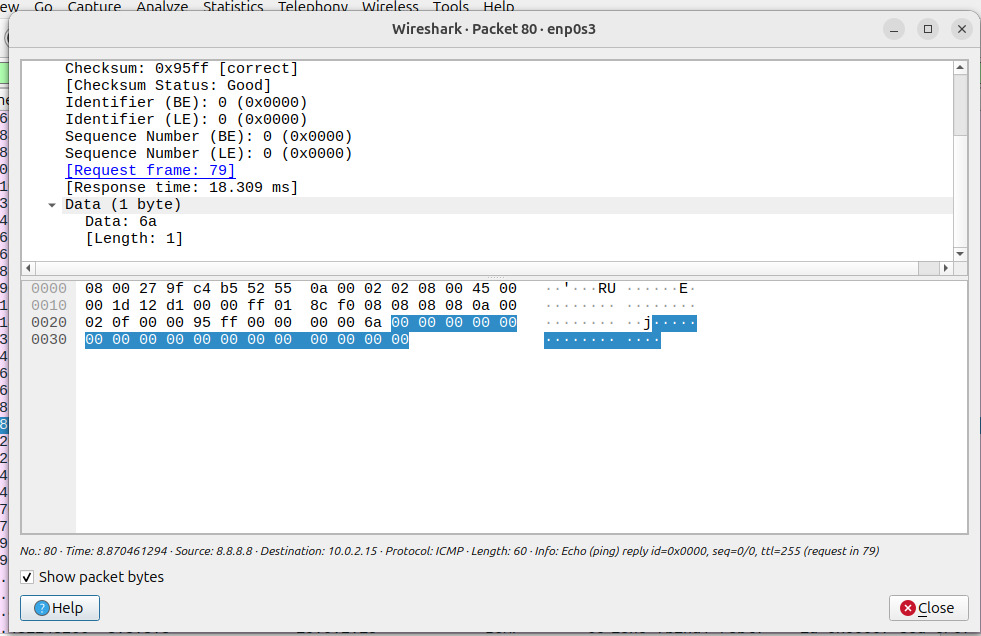 ew Go Capture Analyze Statistics Telephony Wireless Tools Help
Wireshark · Packet 80 · enp0s3
Checksum: 0x95ff [correct]
[Checksum Status: Good]
Identifier (BE): 0 (0x0000)
Identifier (LE): 0 (0x0000)
Sequence Number (BE): 0 (0x0000)
Sequence Number (LE): 0 (0x0000)
[Request frame: 79]
[Response time: 18.309 ms]
Data (1 byte)
Data: 6a
[Length: 1]
0000 08 00 27 9f c4 b5 52 55 0a 00 02 02 08 00 45 00 ··'···RU ······E·
0010 00 1d 12 d1 00 00 ff 01 8c f0 08 08 08 08 0a 00 ········ ········
0020 02 0f 00 00 95 ff 00 00 00 00 6a 00 00 00 00 00 ········ ··j·····
0030 00 00 00 00 00 00 00 00 00 00 00 00 ········ ····
No.: 80 · Time: 8.870461294 · Source: 8.8.8.8 · Destination: 10.0.2.15 · Protocol: ICMP · Length: 60 · Info: Echo (ping) reply id=0x0000, seq=0/0, ttl=255 (request in 79)
Show packet bytes
Help
Close